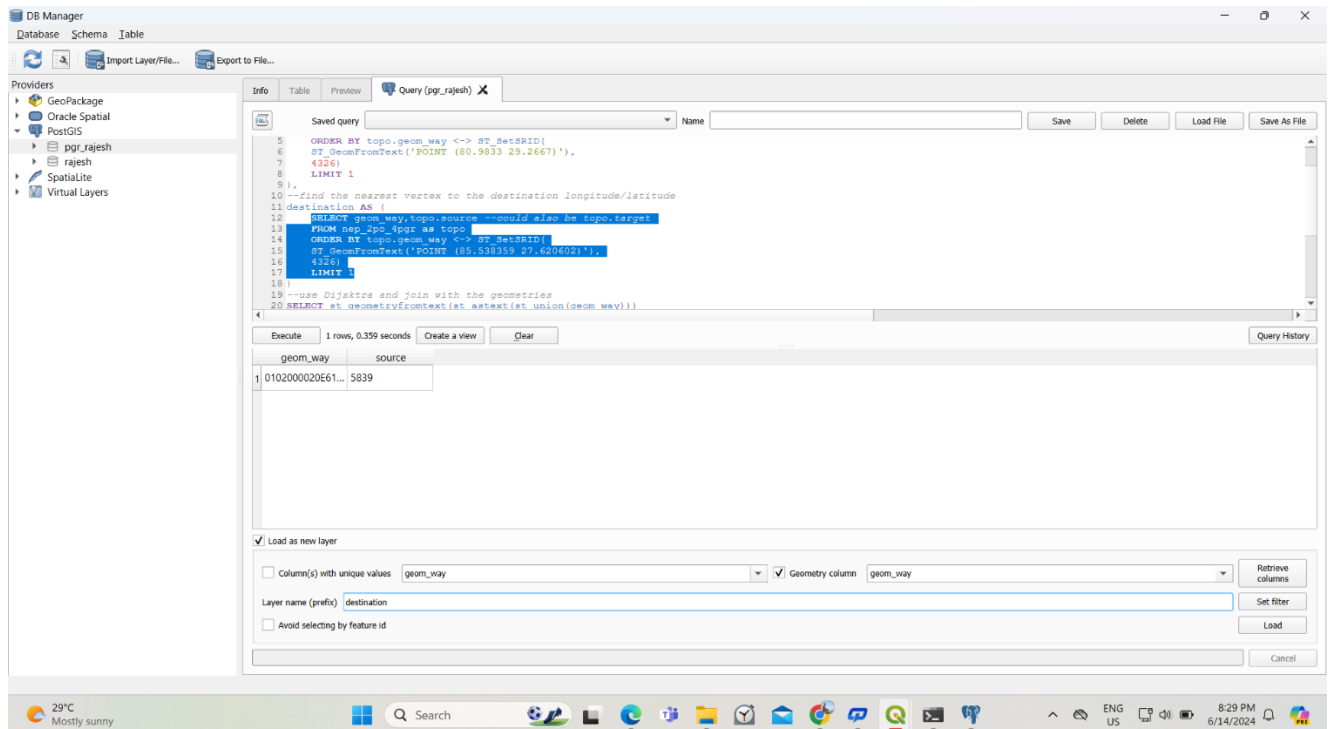 DB Manager
Database Schema Table
Import Layer/File... Export to File...
Providers
GeoPackage
Oracle Spatial
PostGIS
pgr_rajesh
rajesh
SpatiaLite
Virtual Layers
Info Table Preview Query (pgr_rajesh) X
SQL Saved query Name Save Delete Load File Save As File
5 ORDER BY topo.geom_way <-> ST_SetSRID(
6 ST_GeomFromText('POINT (80.9833 29.2667)'),
7 4326)
8 LIMIT 1
9 ),
10 --find the nearest vertex to the destination longitude/latitude
11 destination AS (
12 SELECT geom_way,topo.source --could also be topo.target
13 FROM nep_2po_4pgr as topo
14 ORDER BY topo.geom_way <-> ST_SetSRID(
15 ST_GeomFromText('POINT (85.538359 27.620602)'),
16 4326)
17 LIMIT 1
18 )
19 --use Dijsktra and join with the geometries
20 SELECT st_geometryfromtext(st_astext(st_union(geom_way)))
Execute 1 rows, 0.359 seconds Create a view Clear Query History
geom_way source
1 0102000020E61... 5839
Load as new layer
Column(s) with unique values geom_way Geometry column geom_way Retrieve columns
Layer name (prefix) destination Set filter
Avoid selecting by feature id Load
Cancel
29°C
Mostly sunny
Search
ENG
US
8:29 PM
6/14/2024
PRE